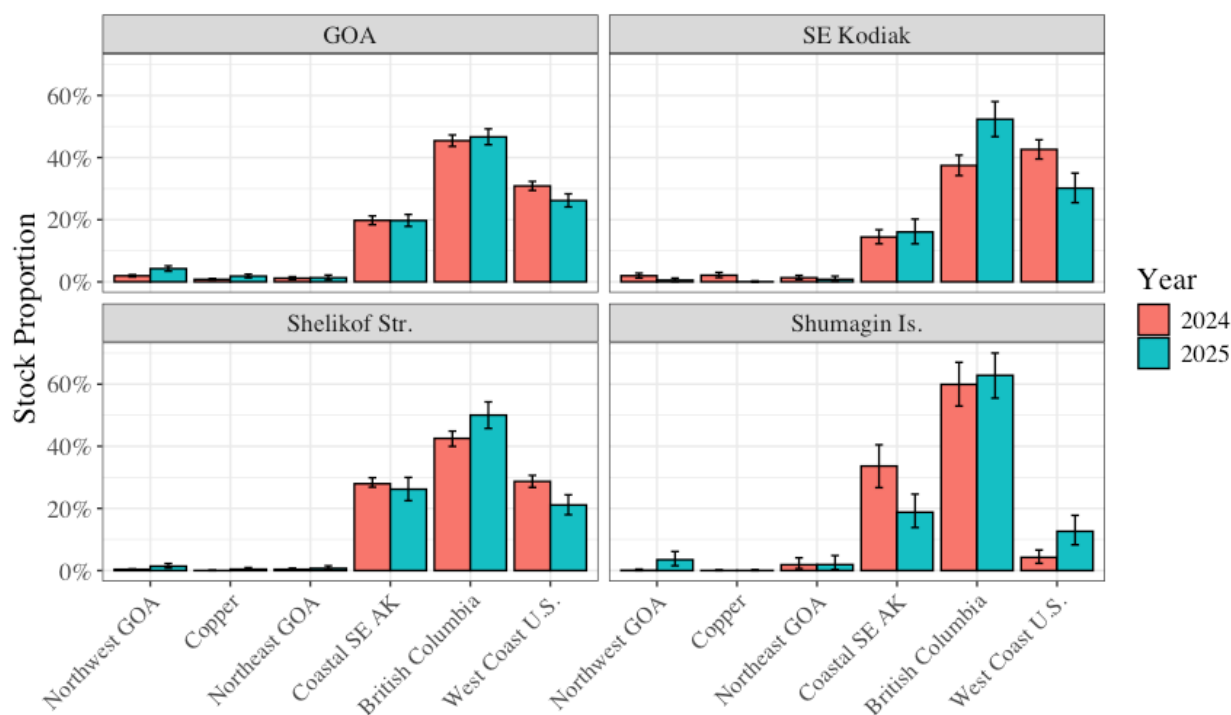 GOA
SE Kodiak
60%
40%
20%
0%
Shelikof Str.
Shumagin Is.
60%
40%
20%
0%
Stock Proportion
Northwest GOA
Copper
Northeast GOA
Coastal SE AK
British Columbia
West Coast U.S.
Northwest GOA
Copper
Northeast GOA
Coastal SE AK
British Columbia
West Coast U.S.
Year
2024
2025